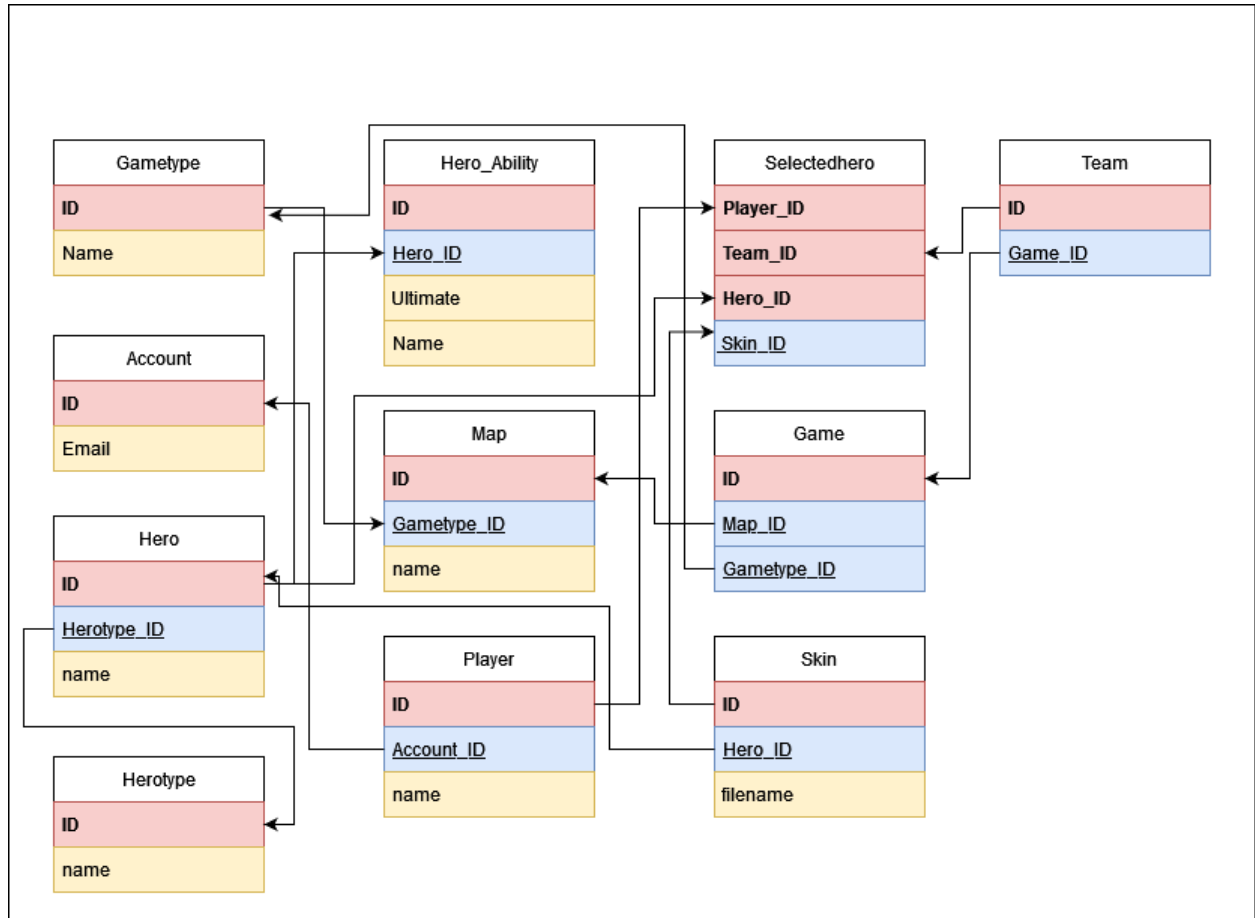 Gametype
ID
Name
Hero_Ability
ID
Hero_ID
Ultimate
Name
Selectedhero
Player_ID
Team_ID
Hero_ID
Skin_ID
Team
ID
Game_ID
Account
ID
Email
Map
ID
Gametype_ID
name
Game
ID
Map_ID
Gametype_ID
Hero
ID
Herotype_ID
name
Player
ID
Account_ID
name
Skin
ID
Hero_ID
filename
Herotype
ID
name